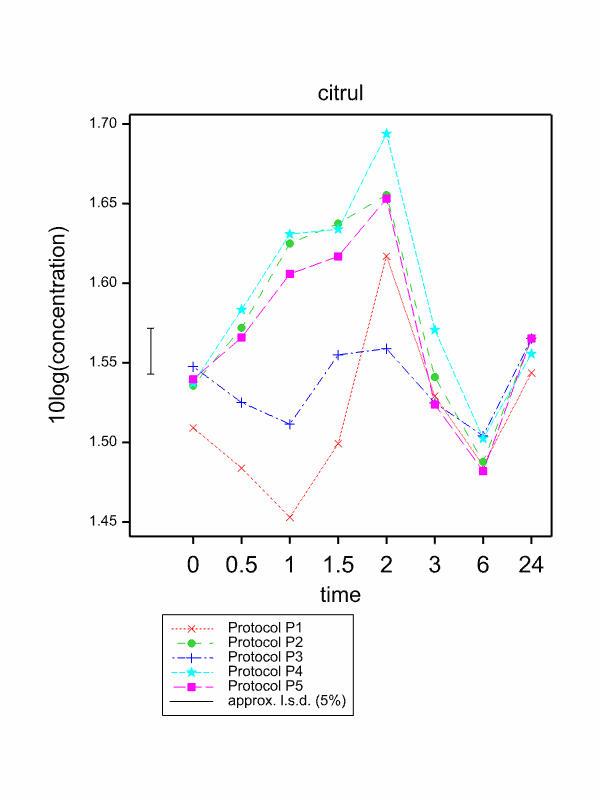 citrul
1.70
1.65
1.60
1.55
1.50
1.45
10log(concentration)
0 0.5 1 1.5 2 3 6 24
time
Protocol P1
Protocol P2
Protocol P3
Protocol P4
Protocol P5
approx. l.s.d. (5%)